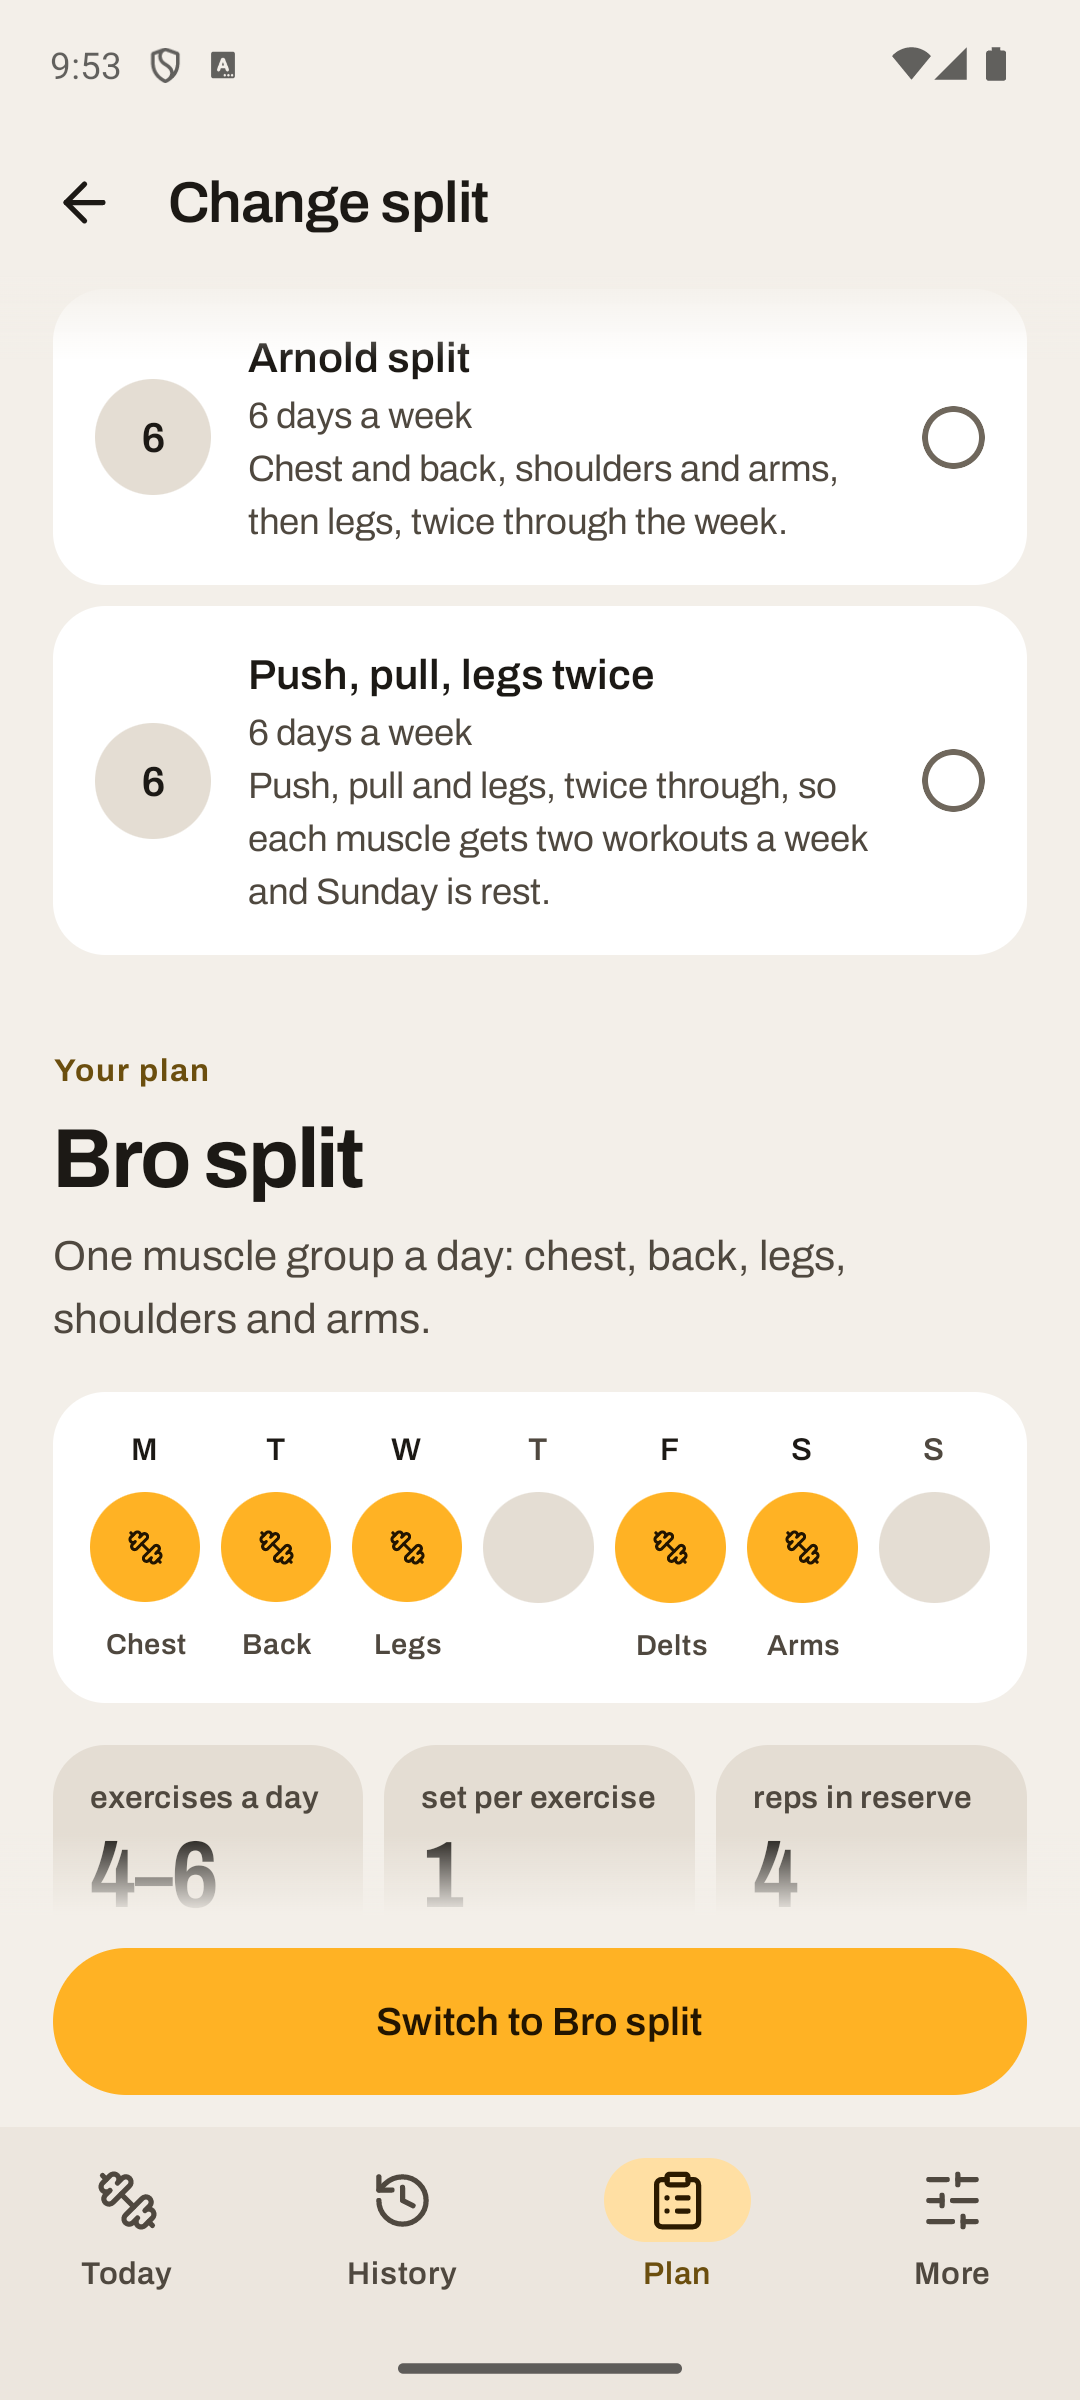 9:53
Change split
Arnold split
6
6 days a week
Chest and back, shoulders and arms,
then legs, twice through the week.
Push, pull, legs twice
6
6 days a week
Push, pull and legs, twice through, so
each muscle gets two workouts a week
and Sunday is rest.
Your plan
Bro split
One muscle group a day: chest, back, legs,
shoulders and arms.
M T W T F S S
Chest Back Legs Delts Arms
exercises a day set per exercise reps in reserve
4–6 1 4
Switch to Bro split
Today History Plan More